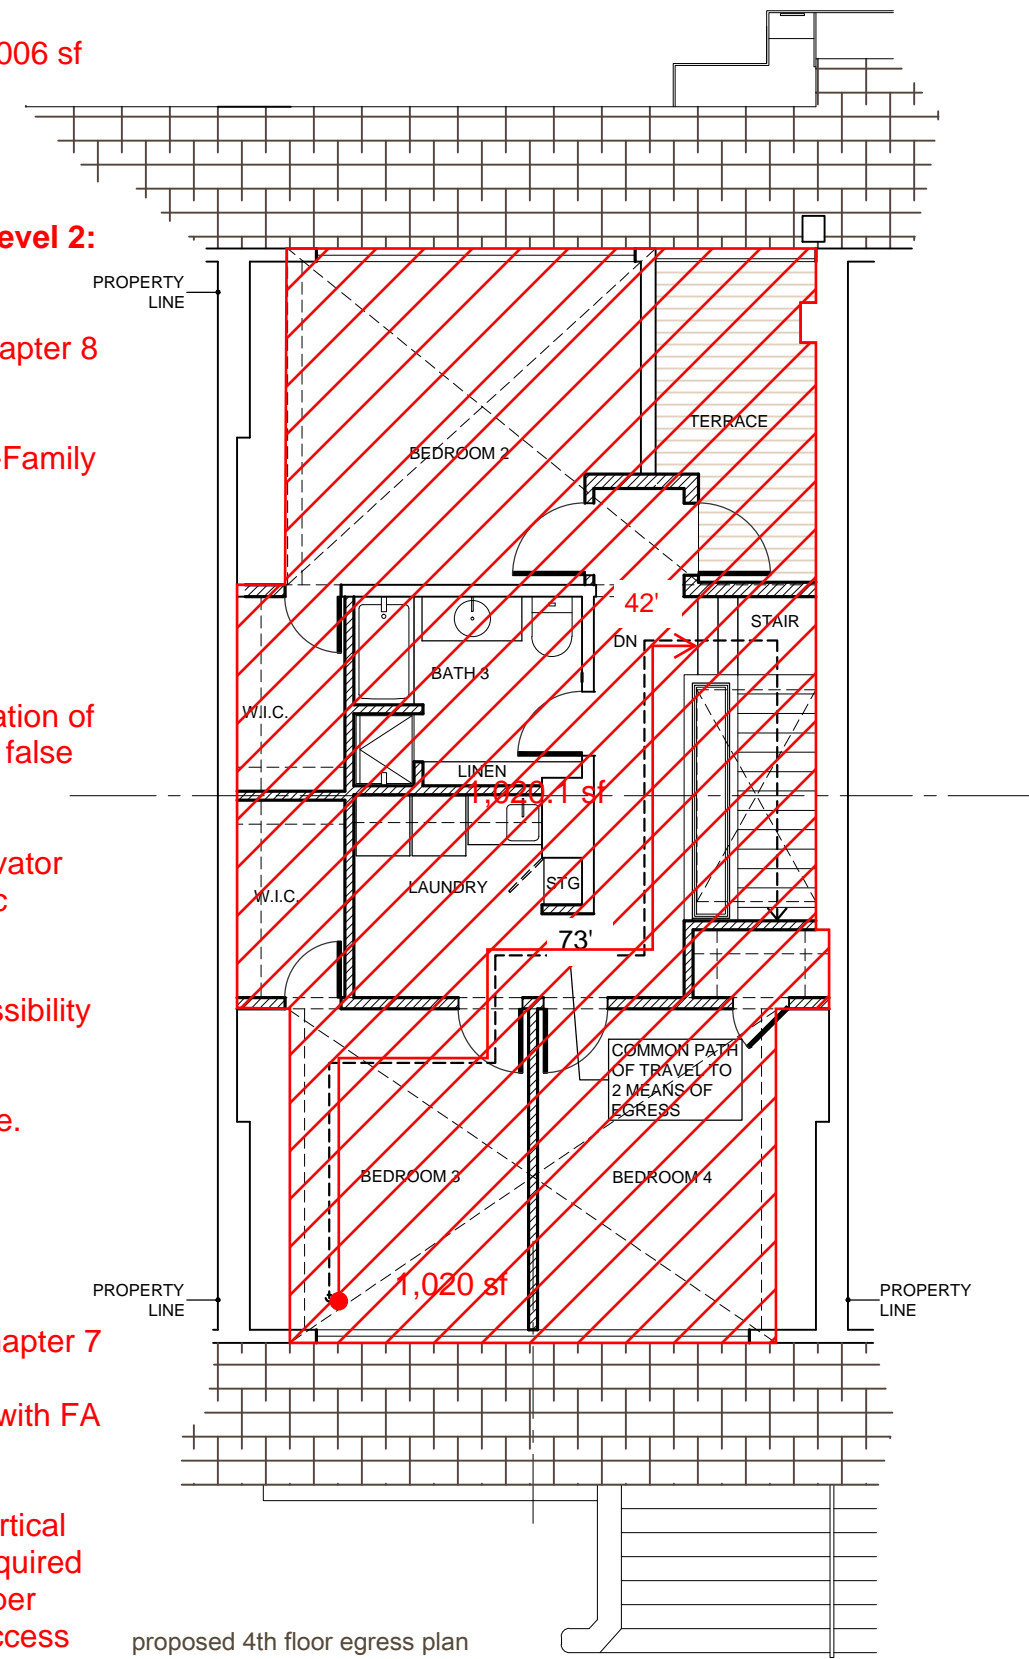 006 sf
evel 2:
PROPERTY
LINE
apter 8
TERRACE
-Family
BEDROOM 2
42'
STAIR
DN
BATH 3
W.I.C.
ation of
false
LINEN
1,020.1 sf
vator
c
LAUNDRY
STG
W.I.C.
73'
ssibility
COMMON PATH
OF TRAVEL TO
2 MEANS OF
EGRESS
e.
BEDROOM 3
BEDROOM 4
1,020 sf
PROPERTY
LINE
PROPERTY
LINE
hapter 7
with FA
rtical
quired
per
ccess
proposed 4th floor egress plan